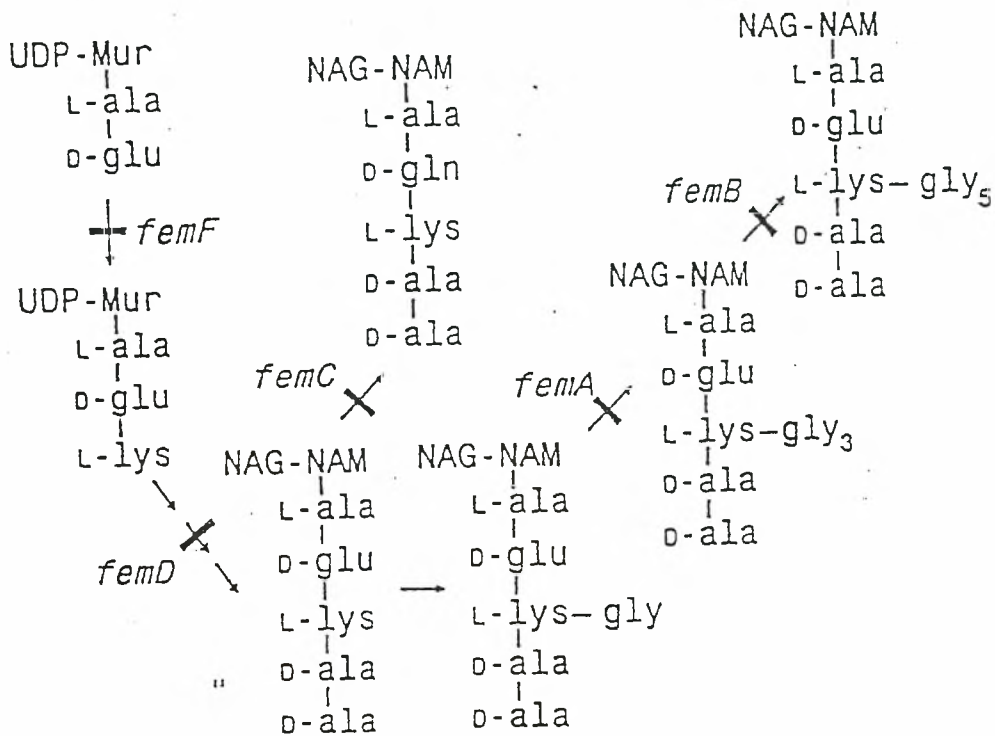 UDP-Mur
L-ala
D-glu
femF
UDP-Mur
L-ala
D-glu
L-lys
femD
NAG-NAM
L-ala
D-gln
L-lys
D-ala
D-ala
femC
NAG-NAM
L-ala
D-glu
L-lys
D-ala
D-ala
NAG-NAM
L-ala
D-glu
L-lys-gly
D-ala
D-ala
femA
NAG-NAM
L-ala
D-glu
L-lys-gly₃
D-ala
D-ala
femB
NAG-NAM
L-ala
D-glu
L-lys-gly₅
D-ala
D-ala